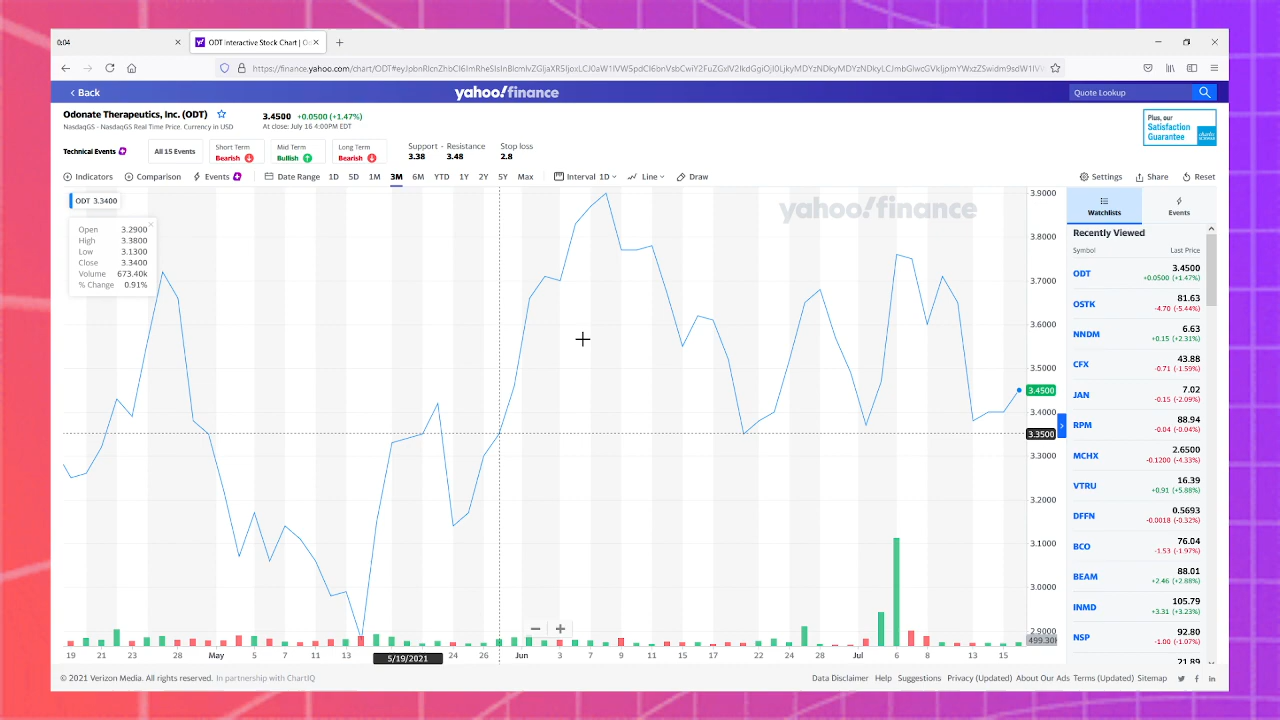 0:04
ODT Interactive Stock Chart | O
https://finance.yahoo.com/chart/ODT
Back
yahoo!finance
Quote Lookup
Odonate Therapeutics, Inc. (ODT)
NasdaqGS - NasdaqGS Real Time Price. Currency in USD
3.4500 +0.0500 (+1.47%)
At close: July 16 4:00PM EDT
Plus, our
Satisfaction
Guarantee
charles
SCHWAB
Technical Events
All 15 Events
Short Term
Bearish
Mid Term
Bullish
Long Term
Bearish
Support - Resistance
3.38 3.48
Stop loss
2.8
Indicators Comparison Events Date Range 1D 5D 1M 3M 6M YTD 1Y 2Y 5Y Max Interval 1D Line Draw Settings Share Reset
ODT 3.3400
Open 3.2900
High 3.3800
Low 3.1300
Close 3.3400
Volume 673.40k
% Change 0.91%
yahoo!finance
3.9000
3.8000
3.7000
3.6000
3.5000
3.4500
3.4000
3.3500
3.3000
3.2000
3.1000
3.0000
2.9000
499.30k
19 21 23 28 May 5 7 11 13 5/19/2021 24 26 Jun 3 7 9 11 15 17 22 24 28 Jul 6 8 13 15
Watchlists
Events
Recently Viewed
Symbol Last Price
ODT 3.4500
+0.0500 (+1.47%)
OSTK 81.63
-4.70 (-5.44%)
NNDM 6.63
+0.15 (+2.31%)
CFX 43.88
-0.71 (-1.59%)
JAN 7.02
-0.15 (-2.09%)
RPM 88.94
-0.04 (-0.04%)
MCHX 2.6500
-0.1200 (-4.33%)
VTRU 16.39
+0.91 (+5.88%)
DFFN 0.5693
-0.0018 (-0.32%)
BCO 76.04
-1.53 (-1.97%)
BEAM 88.01
+2.46 (+2.88%)
INMD 105.79
+3.31 (+3.23%)
NSP 92.80
-1.00 (-1.07%)
21.89
© 2021 Verizon Media. All rights reserved. In partnership with ChartIQ
Data Disclaimer Help Suggestions Privacy (Updated) About Our Ads Terms (Updated) Sitemap